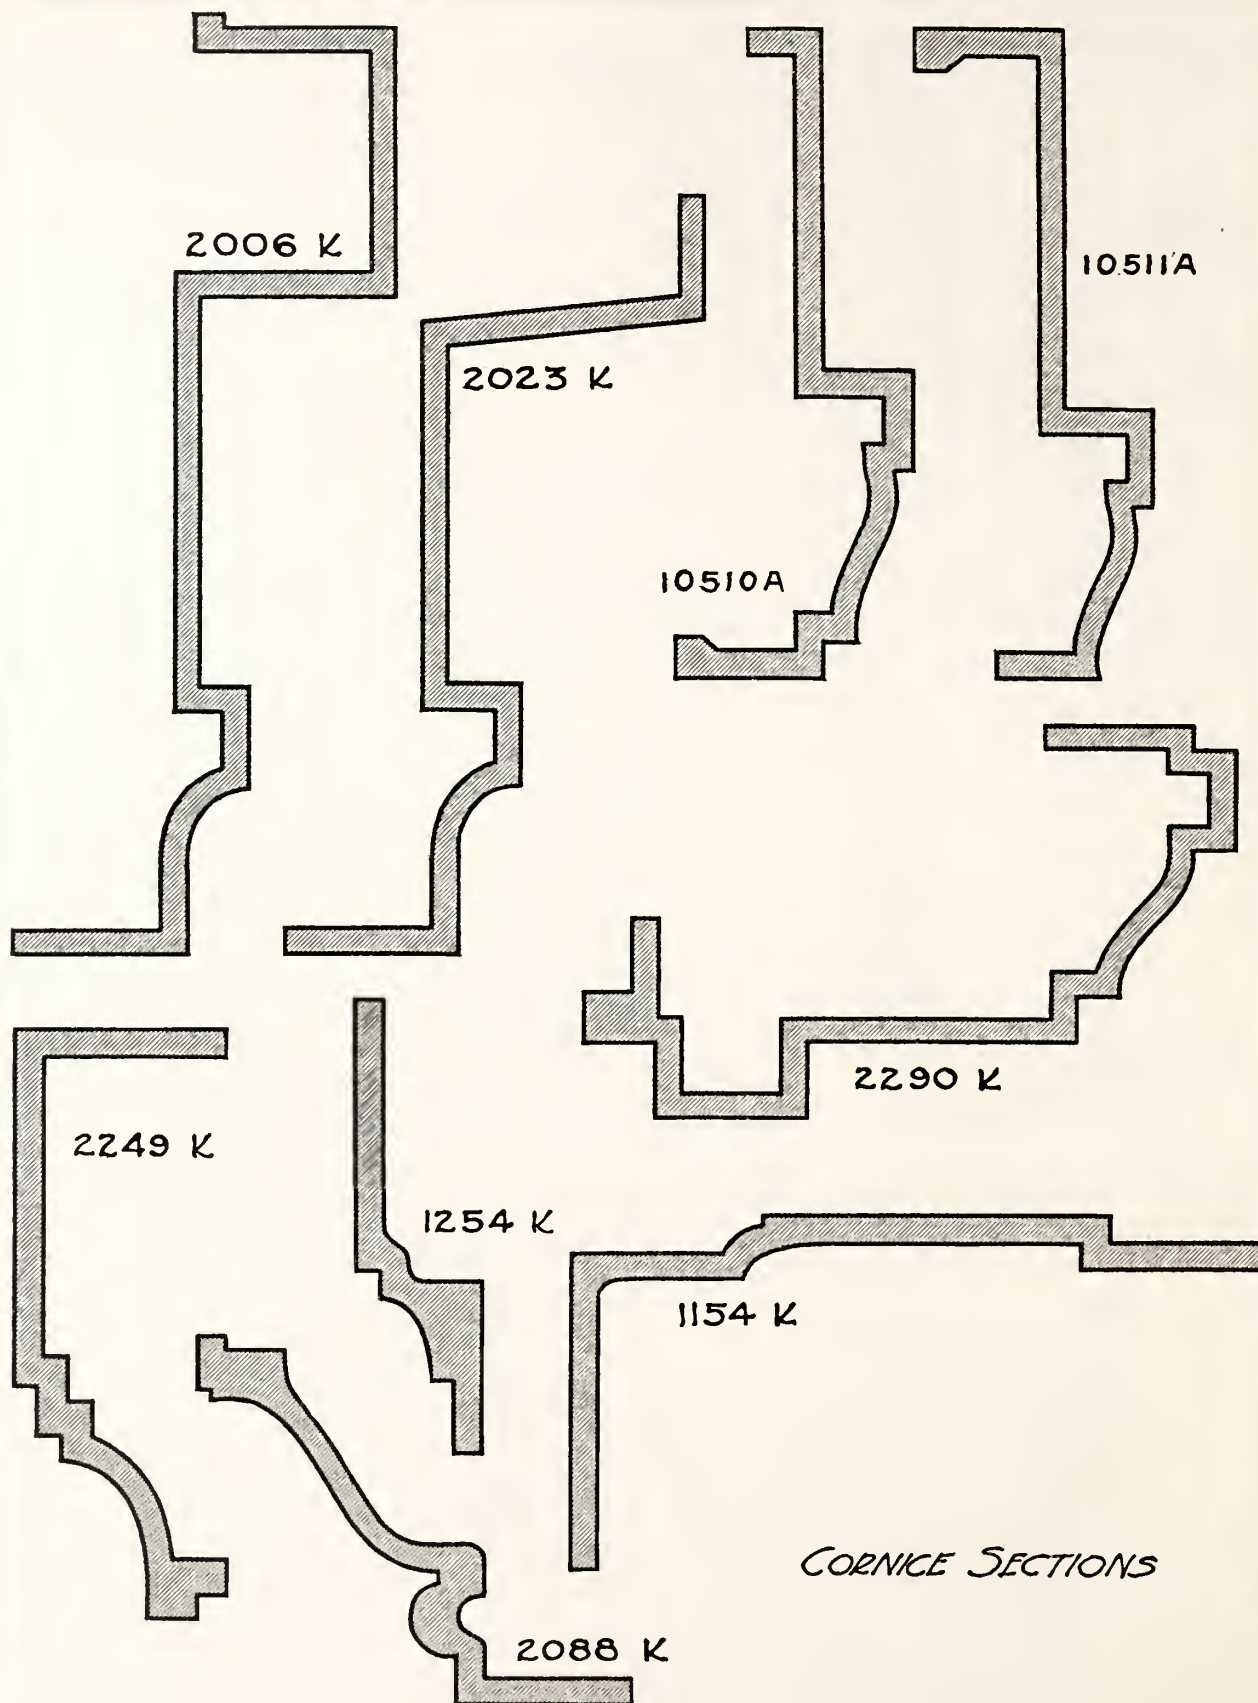 2006 K
10511A
2023 K
10510A
2290 K
2249 K
1254 K
1154 K
CORNICE SECTIONS
2088 K